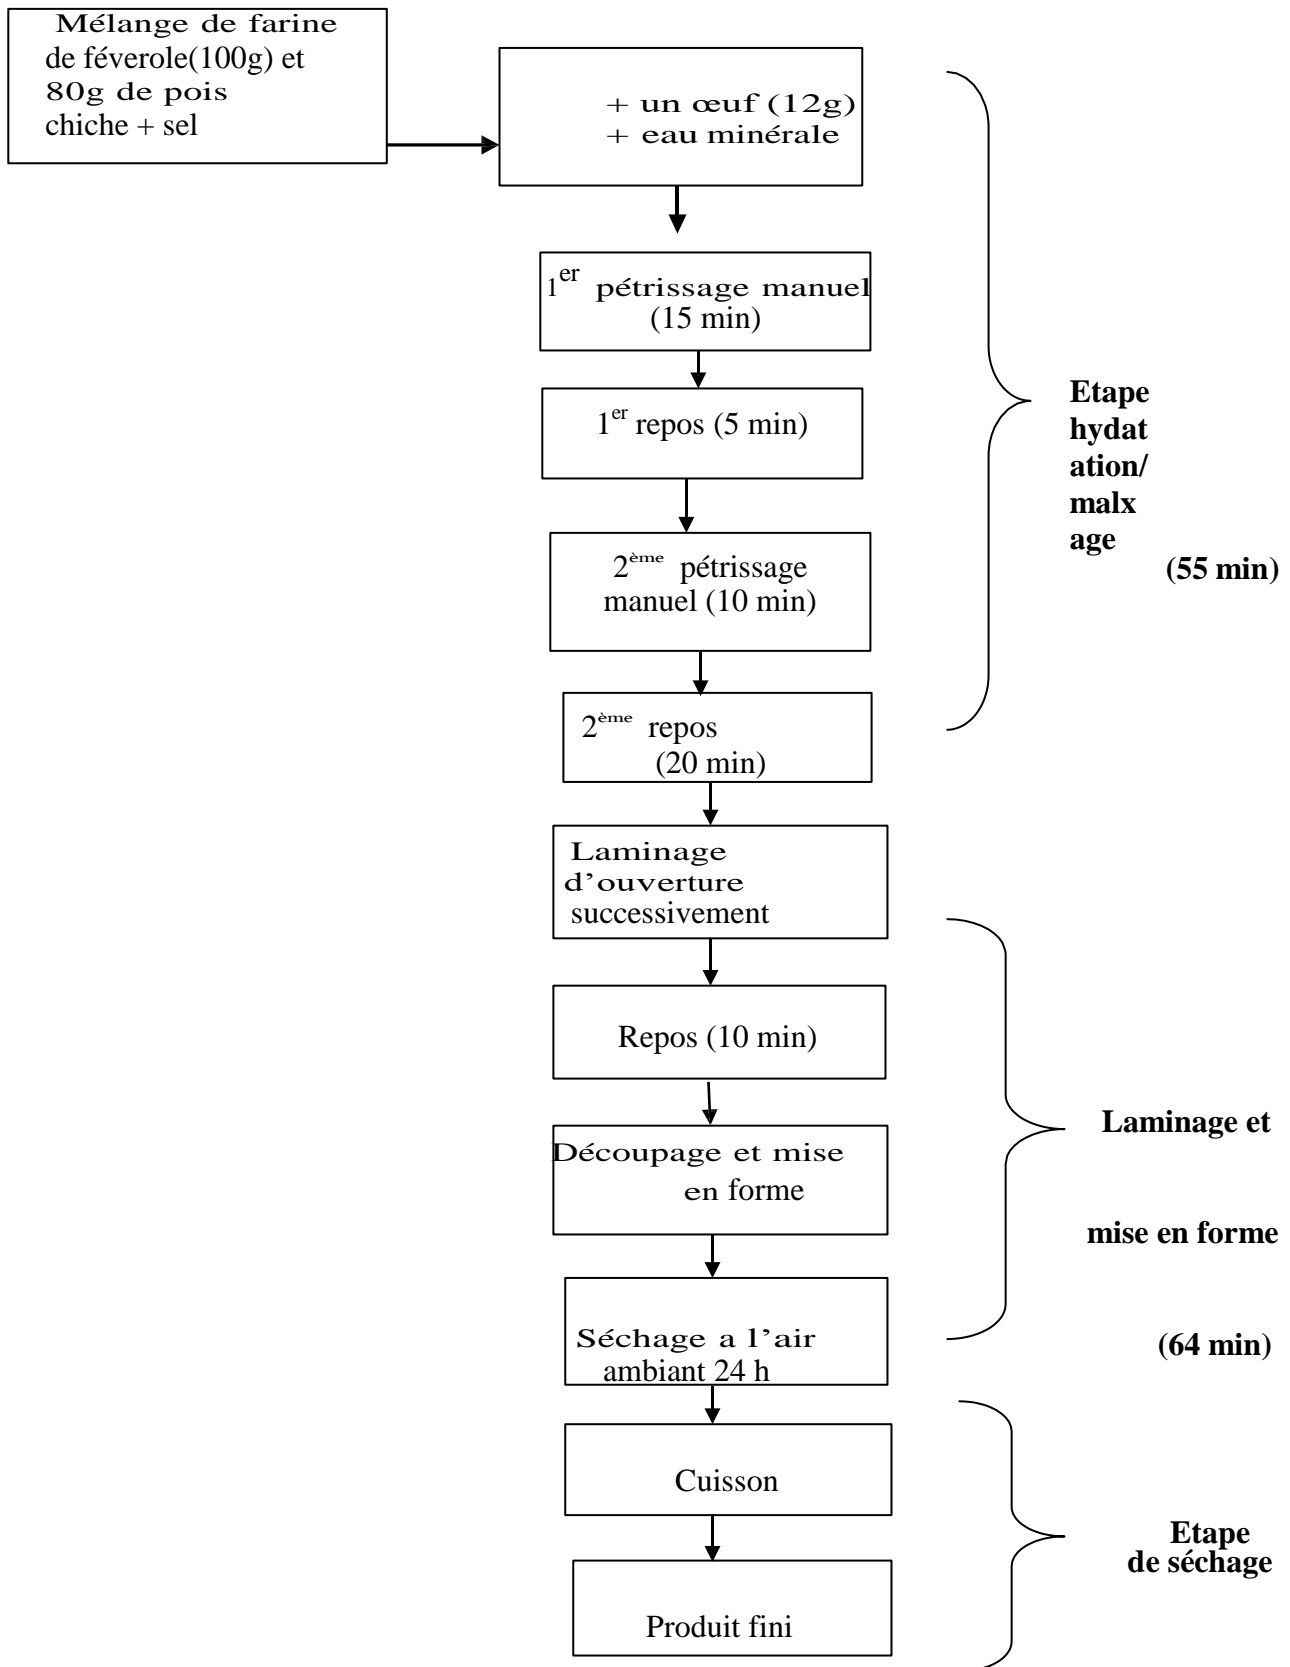 Mélange de farine
de féverole(100g) et
80g de pois
chiche + sel
+ un œuf (12g)
+ eau minérale
1er pétrissage manuel
(15 min)
1er repos (5 min)
2ème pétrissage
manuel (10 min)
2ème repos
(20 min)
Etape
hydat
ation/
malx
age
(55 min)
Laminage
d’ouverture
successivement
Repos (10 min)
Découpage et mise
en forme
Séchage a l’air
ambiant 24 h
Laminage et
mise en forme
(64 min)
Cuisson
Produit fini
Etape
de séchage